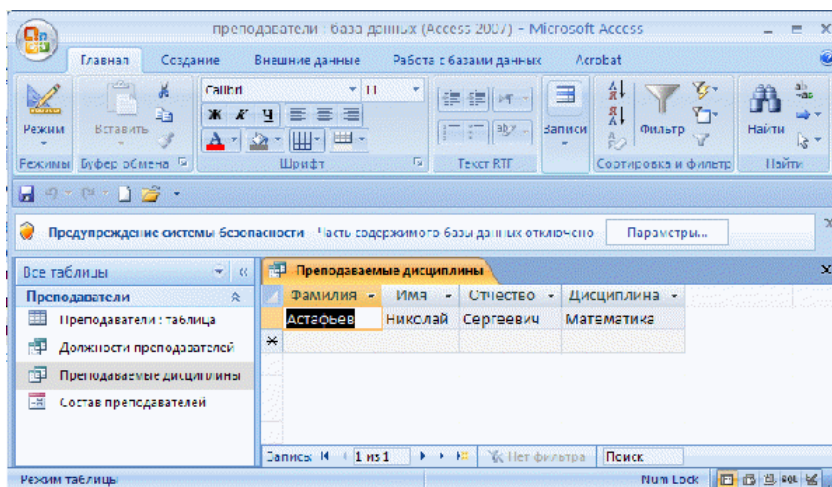 преподаватели : база данных (Access 2007) - Microsoft Access
Главная Создание Внешние данные Работа с базами данных Acrobat
Calibri 11
Ж К Ч
Режим Вставить Записи Фильтр Найти
Режимы Буфер обмена Шрифт Текст RTF Сортировка и фильтр Найти
Предупреждение системы безопасности Часть содержимого базы данных отключено Параметры...
Все таблицы Преподаваемые дисциплины
Преподаватели Фамилия Имя Отчество Дисциплина
Преподаватели : таблица Астафьев Николай Сергеевич Математика
Должности преподавателей
Преподаваемые дисциплины
Состав преподавателей
Запись: 1 из 1 Нет фильтра Поиск
Режим таблицы Num Lock SQL